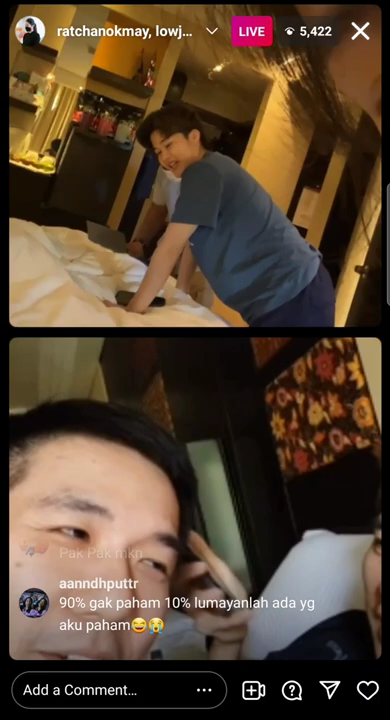 ratchanokmay, lowj...
LIVE
5,422
Pak Pak mkn
aanndhputtr
90% gak paham 10% lumayanlah ada yg
aku paham😂😭
Add a Comment...